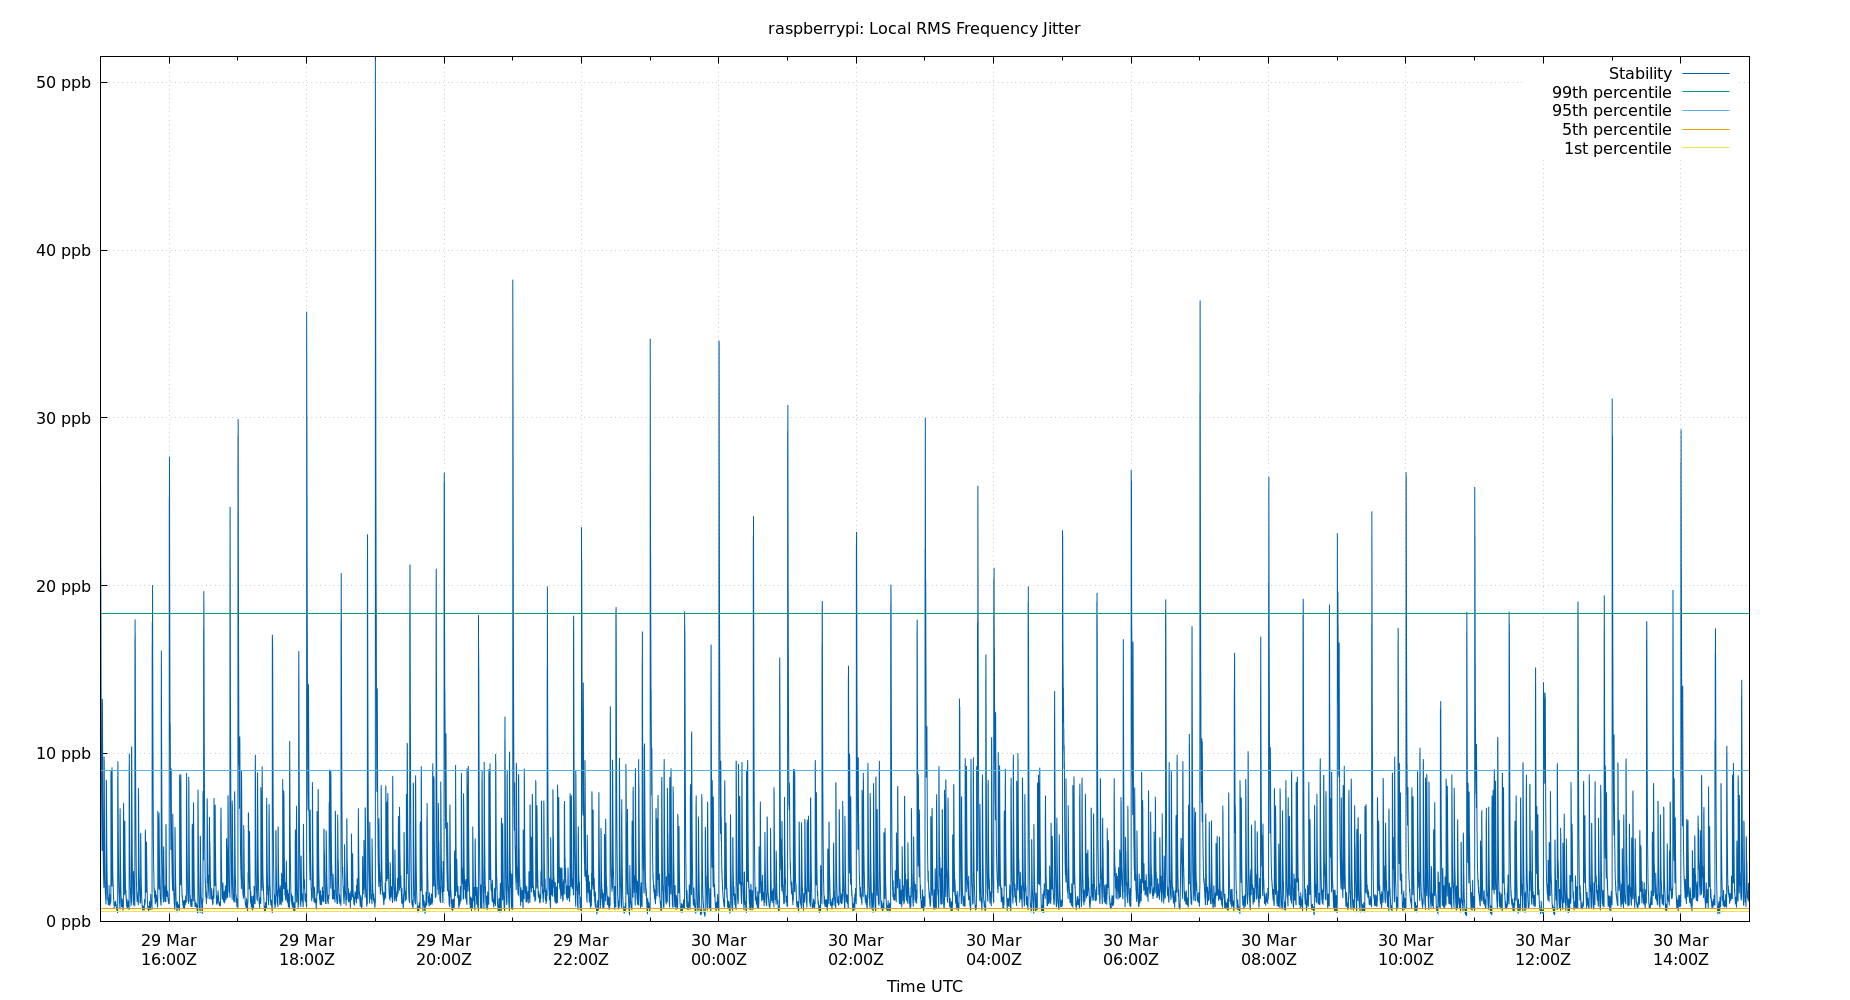 raspberrypi: Local RMS Frequency Jitter
Stability
99th percentile
95th percentile
5th percentile
1st percentile
50 ppb
40 ppb
30 ppb
20 ppb
10 ppb
0 ppb
29 Mar 29 Mar 29 Mar 29 Mar 30 Mar 30 Mar 30 Mar 30 Mar 30 Mar 30 Mar 30 Mar 30 Mar
16:00Z 18:00Z 20:00Z 22:00Z 00:00Z 02:00Z 04:00Z 06:00Z 08:00Z 10:00Z 12:00Z 14:00Z
Time UTC